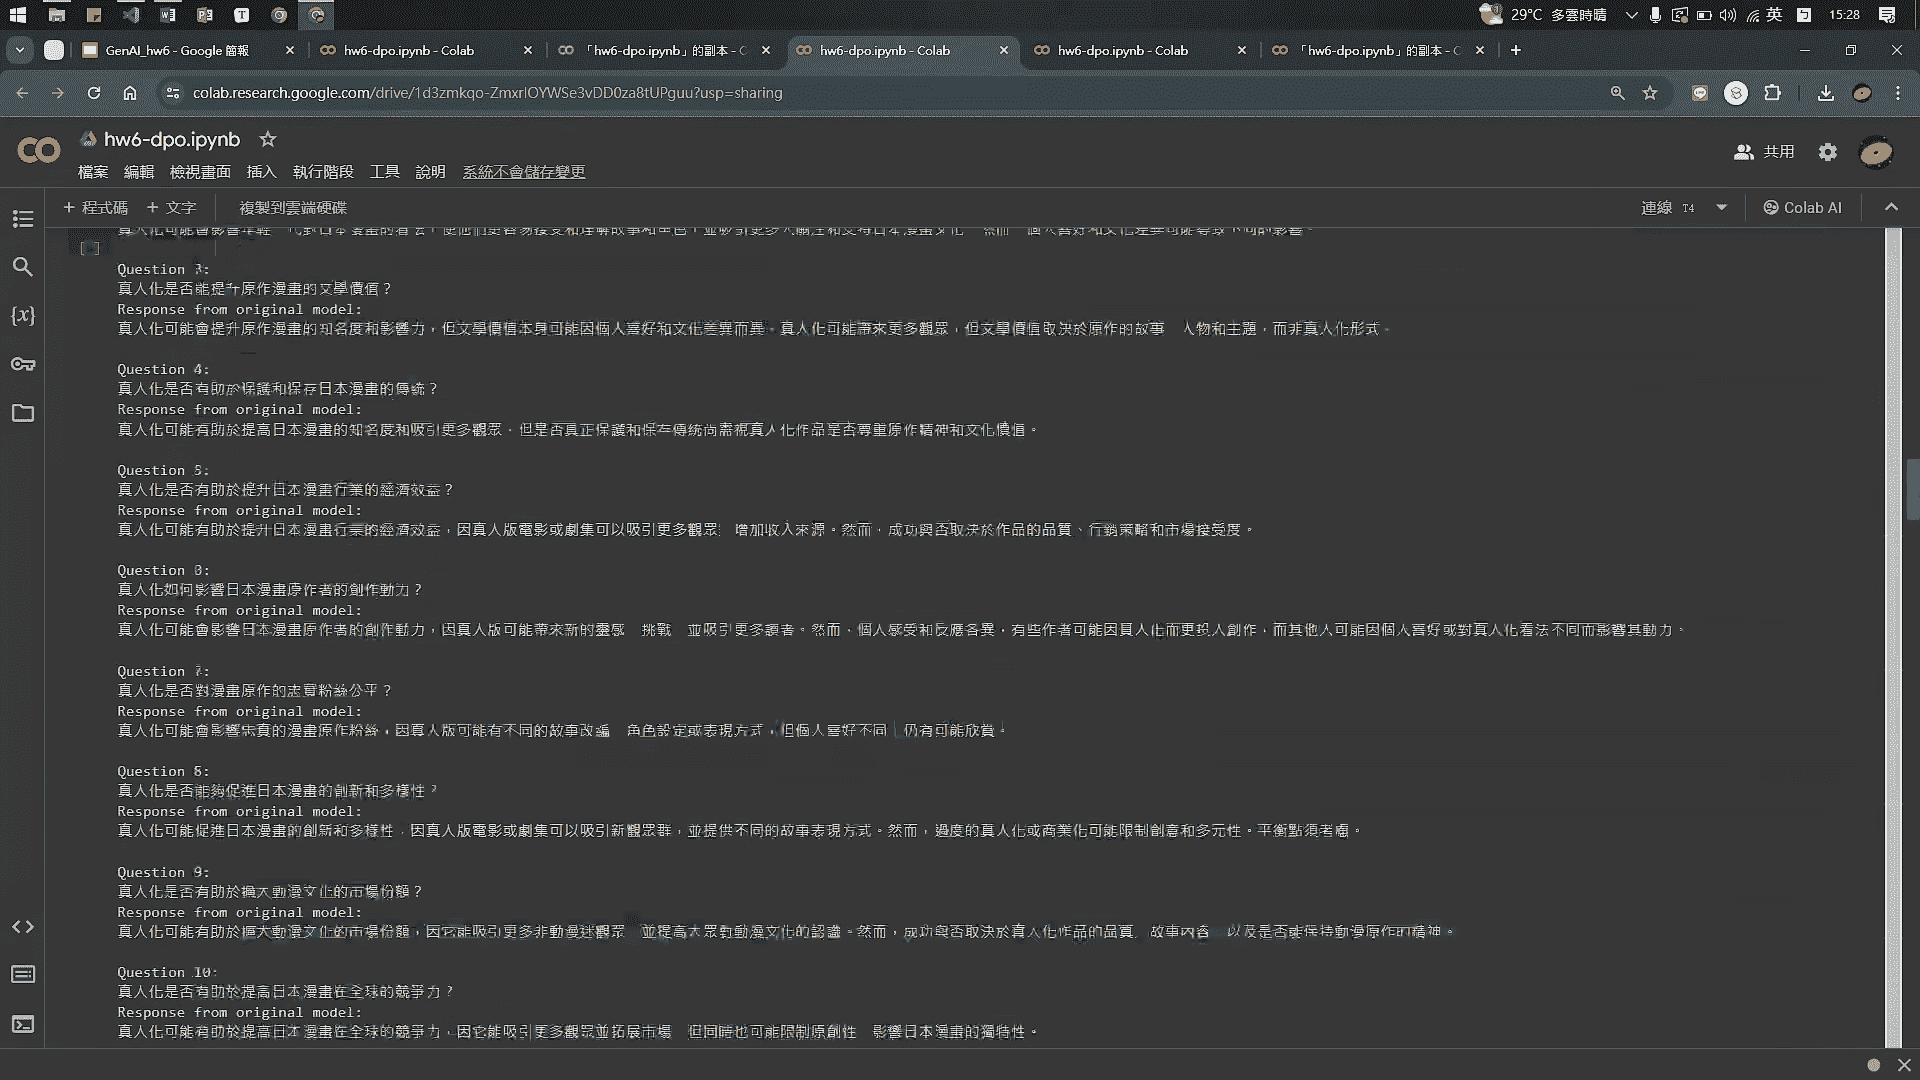 29°C 多雲時晴
英
15:28
GenAI_hw6 - Google 簡報
hw6-dpo.ipynb - Colab
「hw6-dpo.ipynb」的副本 - C
hw6-dpo.ipynb - Colab
hw6-dpo.ipynb - Colab
「hw6-dpo.ipynb」的副本 - C
colab.research.google.com/drive/1d3zmkqo-ZmxrlOYWSe3vDD0za8tUPguu?usp=sharing
hw6-dpo.ipynb
共用
檔案 編輯 檢視畫面 插入 執行階段 工具 說明 系統不會儲存變更
+ 程式碼 + 文字 複製到雲端硬碟
連線 T4 Colab AI
Question 3:
真人化是否能提升原作漫畫的文學價值？
Response from original model:
真人化可能會提升原作漫畫的知名度和影響力，但文學價值本身可能因個人喜好和文化差異而異。真人化可能帶來更多觀眾，但文學價值取決於原作的故事、人物和主題，而非真人化形式。
Question 4:
真人化是否有助於保護和保存日本漫畫的傳統？
Response from original model:
真人化可能有助於提高日本漫畫的知名度和吸引更多觀眾，但是否真正保護和保存傳統尚需視真人化作品是否尊重原作精神和文化價值。
Question 5:
真人化是否有助於提升日本漫畫行業的經濟效益？
Response from original model:
真人化可能有助於提升日本漫畫行業的經濟效益，因真人版電影或劇集可以吸引更多觀眾，增加收入來源。然而，成功與否取決於作品的品質、行銷策略和市場接受度。
Question
真人化如何影響日本漫畫原作者的創作動力？
Response from original model:
真人化可能會影響日本漫畫原作者的創作動力，因真人版可能帶來新的靈感、挑戰，並吸引更多讀者。然而，個人感受和反應各異，有些作者可能因真人化而更投入創作，而其他人可能因個人喜好或對真人化看法不同而影響其動力。
Question 7:
真人化是否對漫畫原作的忠實粉絲公平？
Response from original model:
真人化可能會影響忠實的漫畫原作粉絲，因真人版可能有不同的故事改編、角色設定或表現方式，但個人喜好不同，仍有可能欣賞。
Question
真人化是否能夠促進日本漫畫的創新和多樣性？
Response from original model:
真人化可能促進日本漫畫的創新和多樣性，因真人版電影或劇集可以吸引新觀眾群，並提供不同的故事表現方式。然而，過度的真人化或商業化可能限制創意和多元性。平衡點須考慮。
Question 9:
真人化是否有助於擴大動漫文化的市場份額？
Response from original model:
真人化可能有助於擴大動漫文化的市場份額，因它能吸引更多非動漫迷觀眾，並提高大眾對動漫文化的認識。然而，成功與否取決於真人化作品的品質、故事內容，以及是否能保持動漫原作的精神。
Question 10:
真人化是否有助於提高日本漫畫在全球的競爭力？
Response from original model:
真人化可能有助於提高日本漫畫在全球的競爭力，因它能吸引更多觀眾並拓展市場，但同時也可能限制原創性，影響日本漫畫的獨特性。